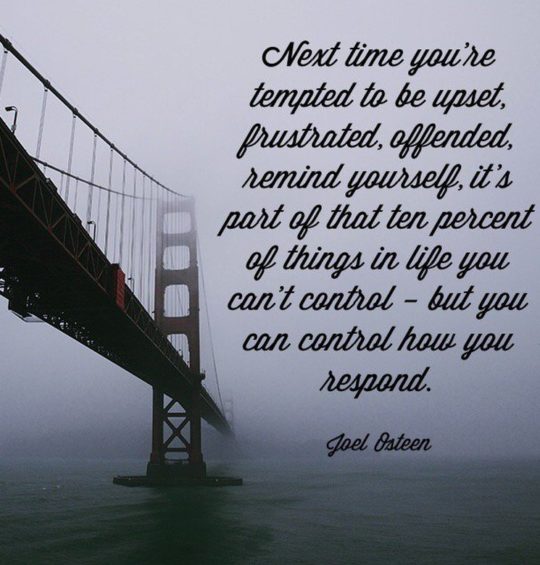 Next time you're
tempted to be upset,
frustrated, offended,
remind yourself, it's
part of that ten percent
of things in life you
can't control – but you
can control how you
respond.
Joel Osteen